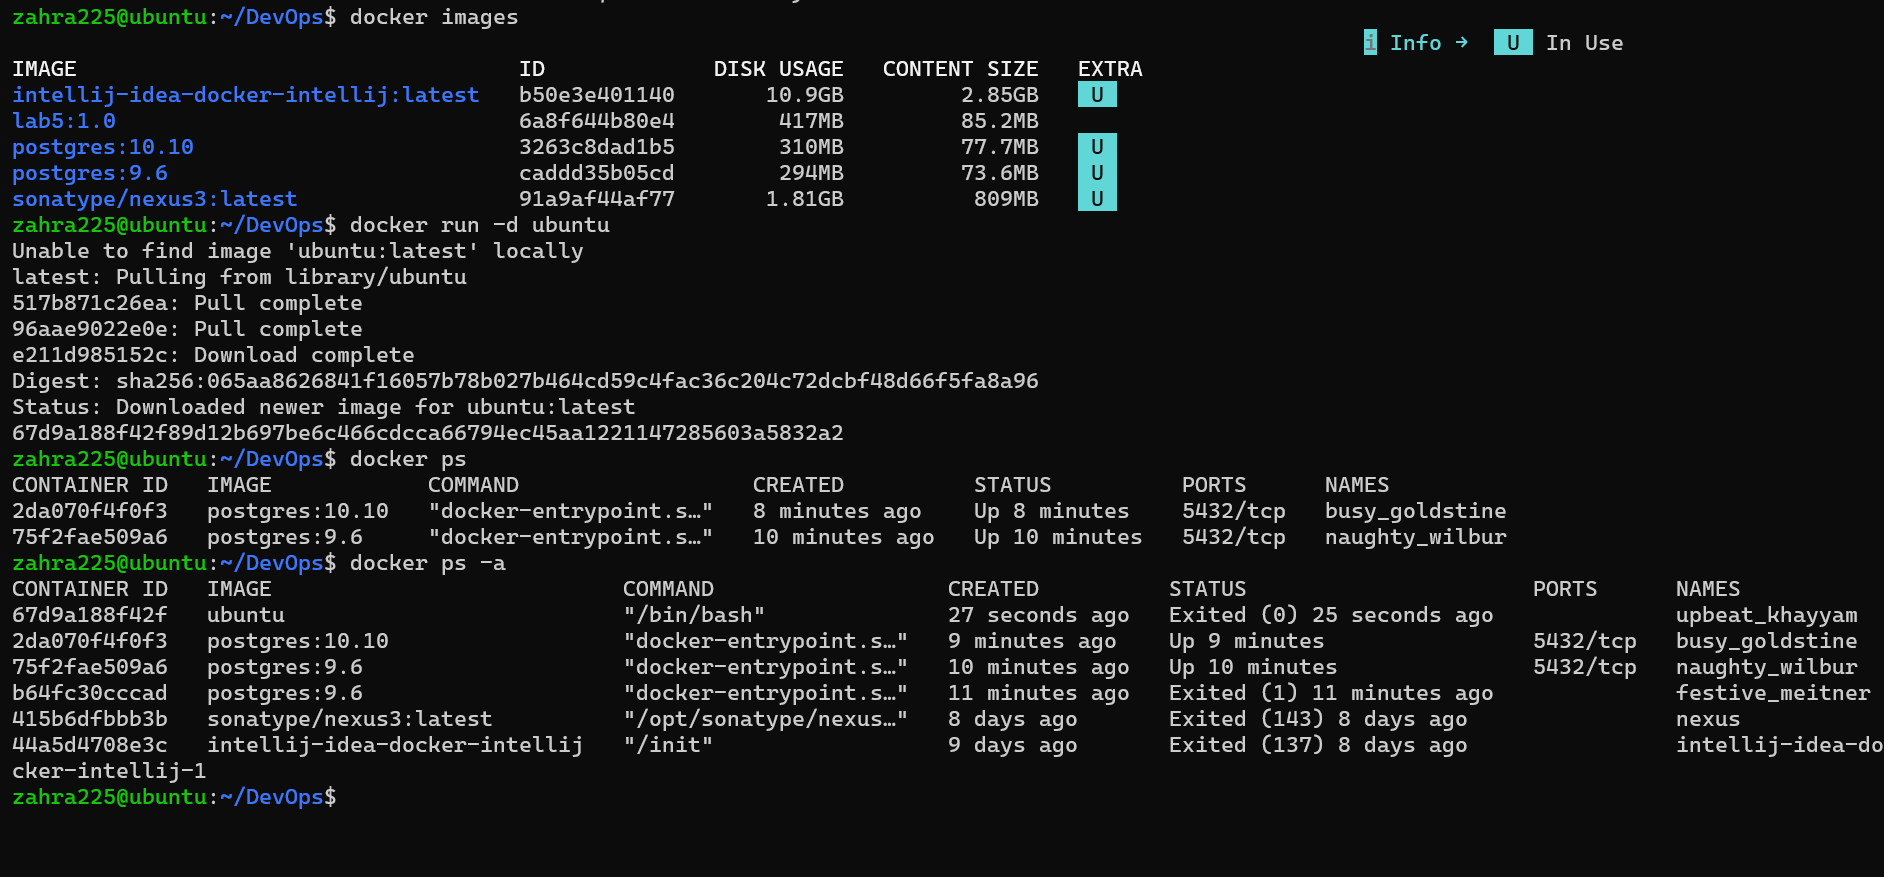 zahra225@ubuntu:~/DevOps$ docker images
i Info → U In Use
IMAGE ID DISK USAGE CONTENT SIZE EXTRA
intellij-idea-docker-intellij:latest b50e3e401140 10.9GB 2.85GB U
lab5:1.0 6a8f644b80e4 417MB 85.2MB
postgres:10.10 3263c8dad1b5 310MB 77.7MB U
postgres:9.6 caddd35b05cd 294MB 73.6MB U
sonatype/nexus3:latest 91a9af44af77 1.81GB 809MB U
zahra225@ubuntu:~/DevOps$ docker run -d ubuntu
Unable to find image 'ubuntu:latest' locally
latest: Pulling from library/ubuntu
517b871c26ea: Pull complete
96aae9022e0e: Pull complete
e211d985152c: Download complete
Digest: sha256:065aa8626841f16057b78b027b464cd59c4fac36c204c72dcbf48d66f5fa8a96
Status: Downloaded newer image for ubuntu:latest
67d9a188f42f89d12b697be6c466cdcca66794ec45aa1221147285603a5832a2
zahra225@ubuntu:~/DevOps$ docker ps
CONTAINER ID IMAGE COMMAND CREATED STATUS PORTS NAMES
2da070f4f0f3 postgres:10.10 "docker-entrypoint.s…" 8 minutes ago Up 8 minutes 5432/tcp busy_goldstine
75f2fae509a6 postgres:9.6 "docker-entrypoint.s…" 10 minutes ago Up 10 minutes 5432/tcp naughty_wilbur
zahra225@ubuntu:~/DevOps$ docker ps -a
CONTAINER ID IMAGE COMMAND CREATED STATUS PORTS NAMES
67d9a188f42f ubuntu "/bin/bash" 27 seconds ago Exited (0) 25 seconds ago upbeat_khayyam
2da070f4f0f3 postgres:10.10 "docker-entrypoint.s…" 9 minutes ago Up 9 minutes 5432/tcp busy_goldstine
75f2fae509a6 postgres:9.6 "docker-entrypoint.s…" 10 minutes ago Up 10 minutes 5432/tcp naughty_wilbur
b64fc30cccad postgres:9.6 "docker-entrypoint.s…" 11 minutes ago Exited (1) 11 minutes ago festive_meitner
415b6dfbbb3b sonatype/nexus3:latest "/opt/sonatype/nexus…" 8 days ago Exited (143) 8 days ago nexus
44a5d4708e3c intellij-idea-docker-intellij "/init" 9 days ago Exited (137) 8 days ago intellij-idea-do
cker-intellij-1
zahra225@ubuntu:~/DevOps$